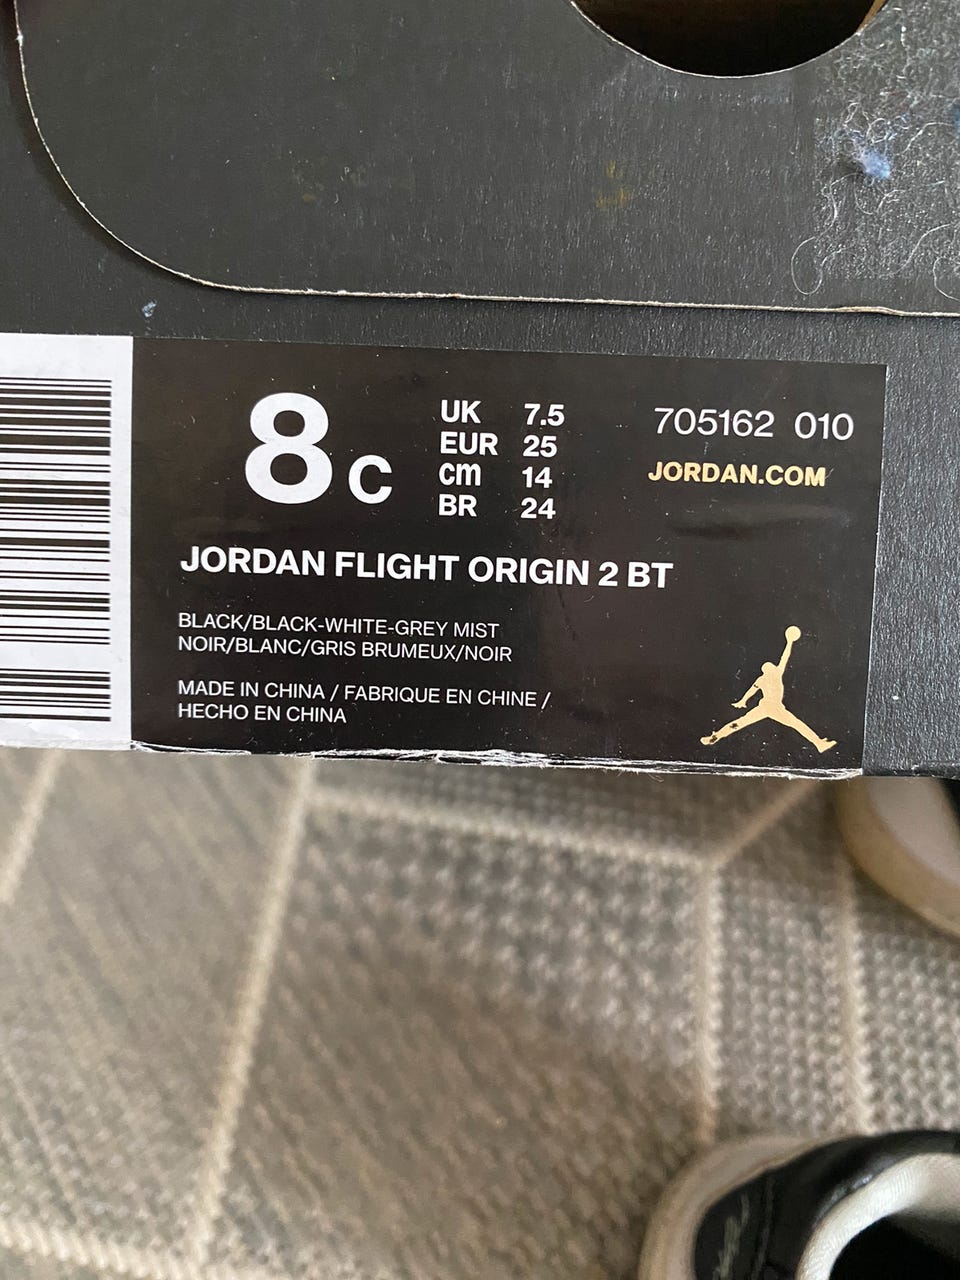 8 C
UK 7.5
EUR 25
cm 14
BR 24
705162 010
JORDAN.COM
JORDAN FLIGHT ORIGIN 2 BT
BLACK/BLACK-WHITE-GREY MIST
NOIR/BLANC/GRIS BRUMEUX/NOIR
MADE IN CHINA / FABRIQUE EN CHINE /
HECHO EN CHINA